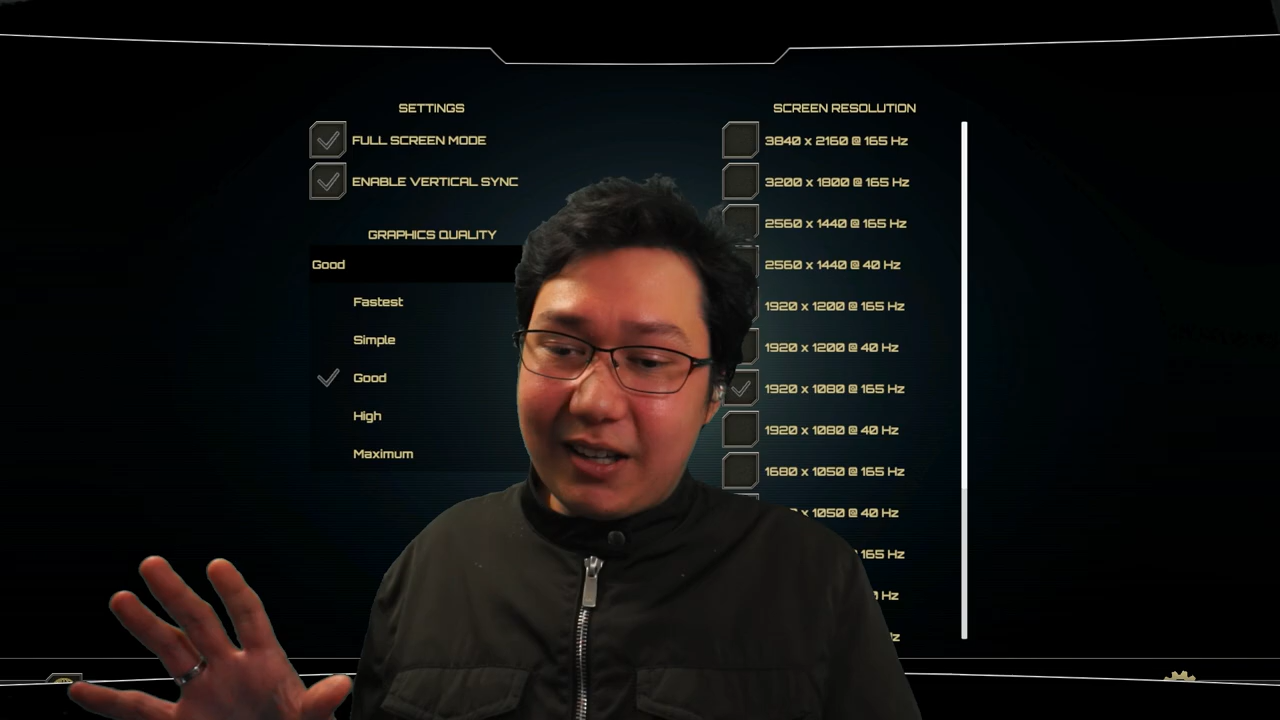 SETTINGS
FULL SCREEN MODE
ENABLE VERTICAL SYNC
GRAPHICS QUALITY
Good
Fastest
Simple
Good
High
Maximum
SCREEN RESOLUTION
3840 x 2160 @ 165 Hz
3200 x 1800 @ 165 Hz
2560 x 1440 @ 165 Hz
2560 x 1440 @ 40 Hz
1920 x 1200 @ 165 Hz
1920 x 1200 @ 40 Hz
1920 x 1080 @ 165 Hz
1920 x 1080 @ 40 Hz
1680 x 1050 @ 165 Hz
x 1050 @ 40 Hz
165 Hz
Hz